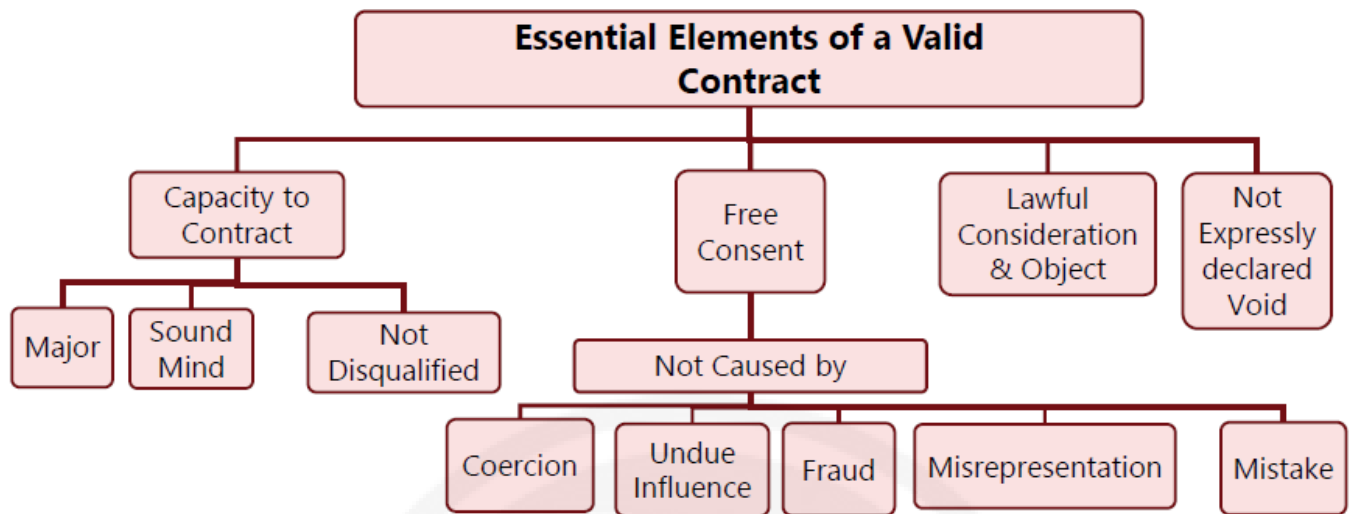 Essential Elements of a Valid
Contract
Capacity to
Contract
Free
Consent
Lawful
Consideration
& Object
Not
Expressly
declared
Void
Major
Sound
Mind
Not
Disqualified
Not Caused by
Coercion
Undue
Influence
Fraud
Misrepresentation
Mistake